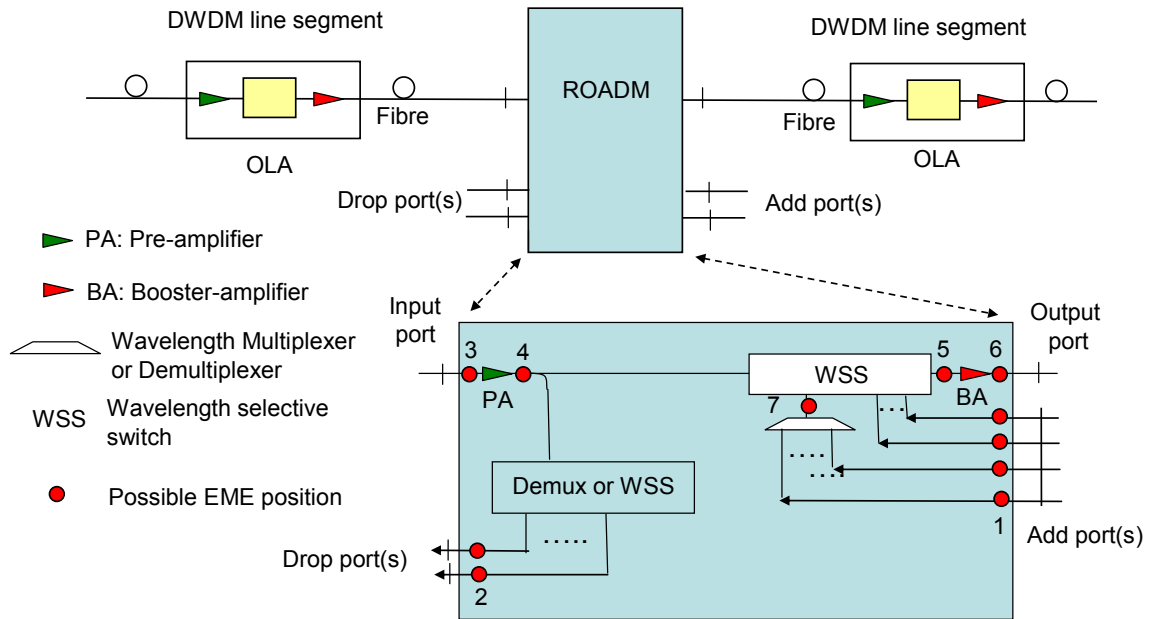 DWDM line segment
DWDM line segment
ROADM
Fibre
Fibre
OLA
OLA
Drop port(s)
Add port(s)
PA: Pre-amplifier
BA: Booster-amplifier
Wavelength Multiplexer
or Demultiplexer
WSS
Wavelength selective
switch
Possible EME position
Input
port
Output
port
3
4
5
6
PA
WSS
BA
7
Demux or WSS
1
Add port(s)
Drop port(s)
2